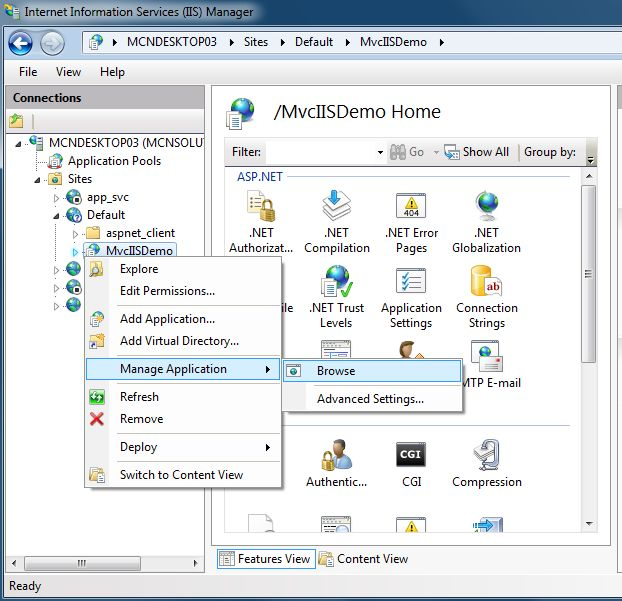 Internet Information Services (IIS) Manager
MCNDESKTOP03 Sites Default MvcIISDemo
File View Help
Connections
MCNDESKTOP03 (MCNSOLU
Application Pools
Sites
app_svc
Default
aspnet_client
MvcIISDemo
Explore
Edit Permissions...
Add Application...
Add Virtual Directory...
Manage Application
Refresh
Remove
Deploy
Switch to Content View
Browse
Advanced Settings...
/MvcIISDemo Home
Filter: Go Show All Group by:
ASP.NET
.NET Authorizat...
.NET Compilation
404
.NET Error Pages
.NET Globalization
.NET Trust Levels
Application Settings
ab
Connection Strings
MTP E-mail
Authentic...
CGI
CGI
Compression
Features View Content View
Ready